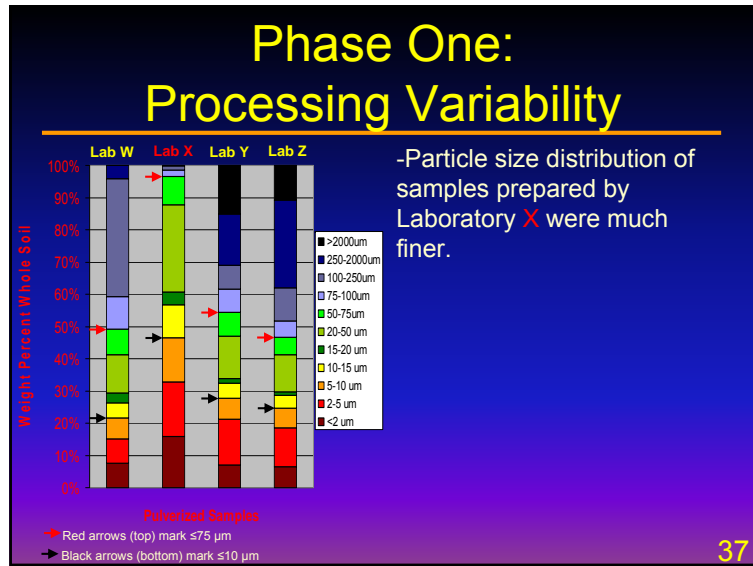 Phase One:
Processing Variability
Lab W Lab X Lab Y Lab Z
-Particle size distribution of
samples prepared by
Laboratory X were much
finer.
Weight Percent Whole Soil
100%
90%
80%
70%
60%
50%
40%
30%
20%
10%
0%
>2000um
250-2000um
100-250um
75-100um
50-75um
20-50 um
15-20 um
10-15 um
5-10 um
2-5 um
<2 um
Pulverized Samples
Red arrows (top) mark ≤75 μm
Black arrows (bottom) mark ≤10 μm
37